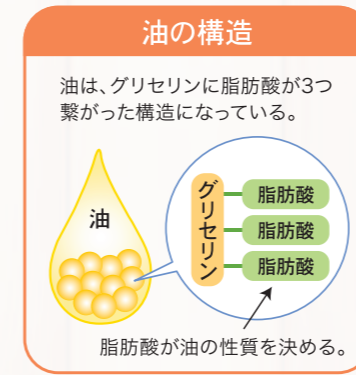 油の構造
油は、グリセリンに脂肪酸が3つ
繋がった構造になっている。
油
グリセリン
脂肪酸
脂肪酸
脂肪酸
脂肪酸が油の性質を決める。